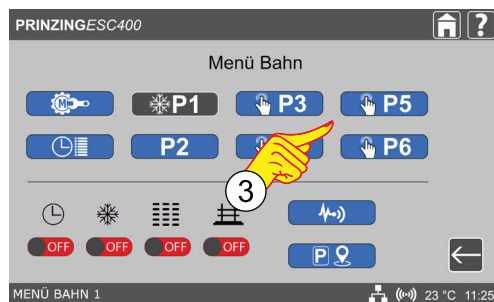 PRINZINGESC400
?
Menü Bahn
M P1 P3 P5
P2 P6
3
OFF OFF OFF OFF
P
MENÜ BAHN 1 23 °C 11:25